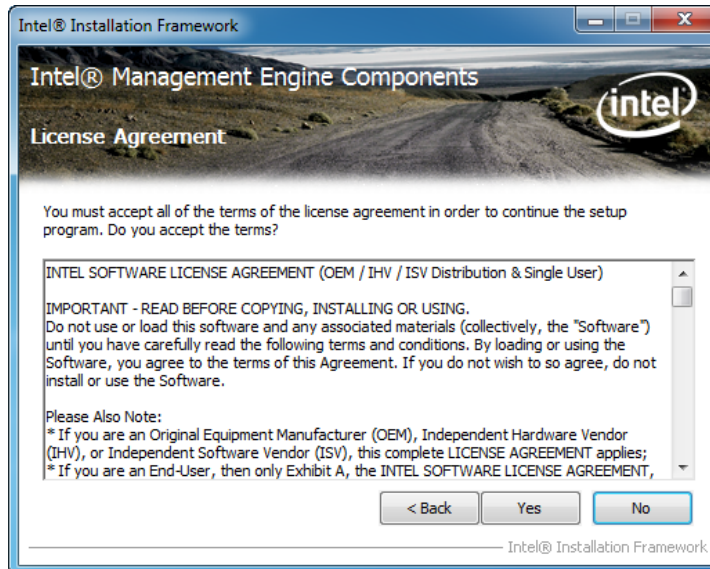 Intel® Installation Framework
Intel® Management Engine Components
intel
License Agreement
You must accept all of the terms of the license agreement in order to continue the setup
program. Do you accept the terms?
INTEL SOFTWARE LICENSE AGREEMENT (OEM / IHV / ISV Distribution & Single User)
IMPORTANT - READ BEFORE COPYING, INSTALLING OR USING.
Do not use or load this software and any associated materials (collectively, the "Software")
until you have carefully read the following terms and conditions. By loading or using the
Software, you agree to the terms of this Agreement. If you do not wish to so agree, do not
install or use the Software.
Please Also Note:
* If you are an Original Equipment Manufacturer (OEM), Independent Hardware Vendor
(IHV), or Independent Software Vendor (ISV), this complete LICENSE AGREEMENT applies;
* If you are an End-User, then only Exhibit A, the INTEL SOFTWARE LICENSE AGREEMENT,
< Back Yes No
Intel® Installation Framework